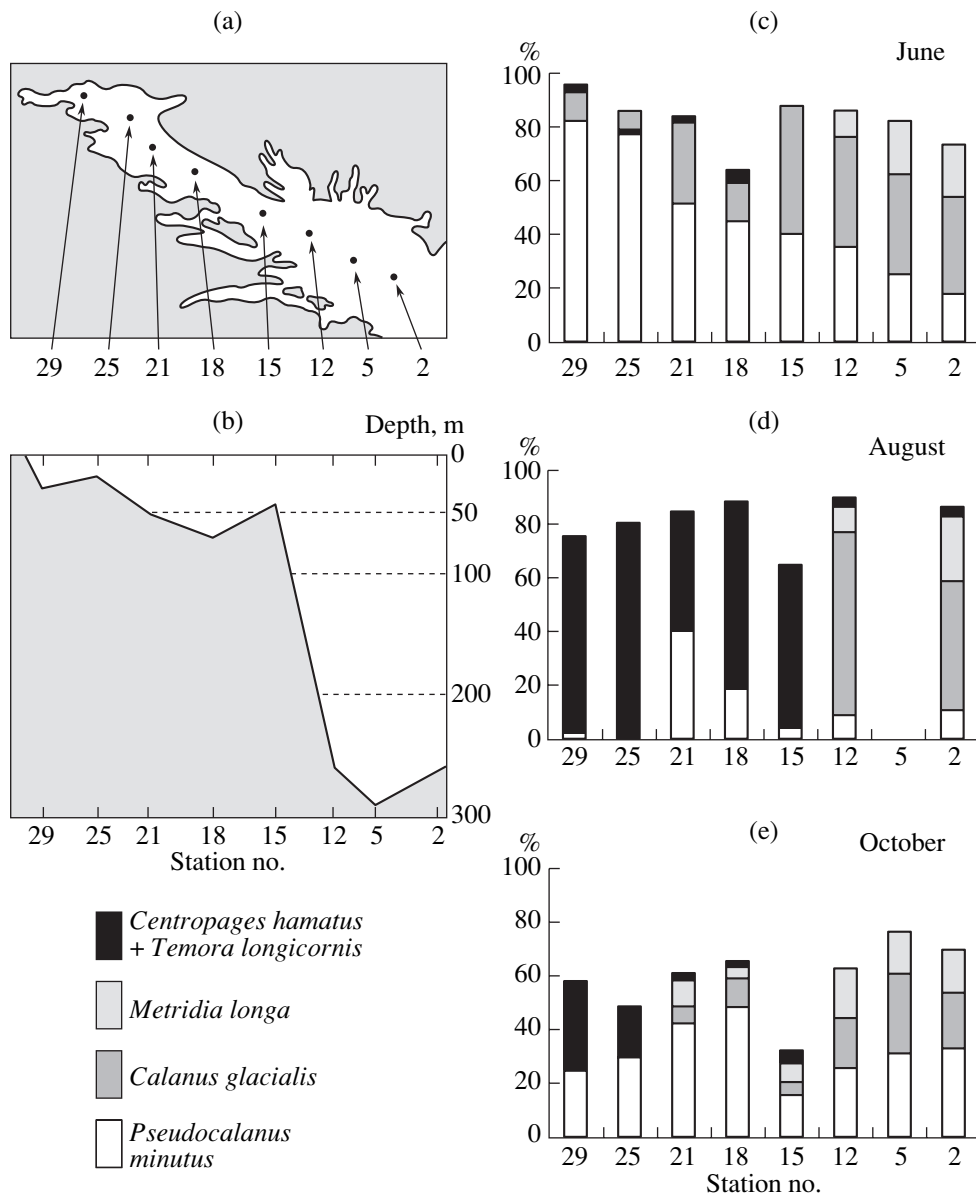 (a)
29 25 21 18 15 12 5 2
(b)
Depth, m
0
50
100
200
300
29 25 21 18 15 12 5 2
Station no.
Centropages hamatus
+ Temora longicornis
Metridia longa
Calanus glacialis
Pseudocalanus
minutus
(c)
%
June
100
80
60
40
20
0
29 25 21 18 15 12 5 2
(d)
%
August
100
80
60
40
20
0
29 25 21 18 15 12 5 2
(e)
%
October
100
80
60
40
20
0
29 25 21 18 15 12 5 2
Station no.